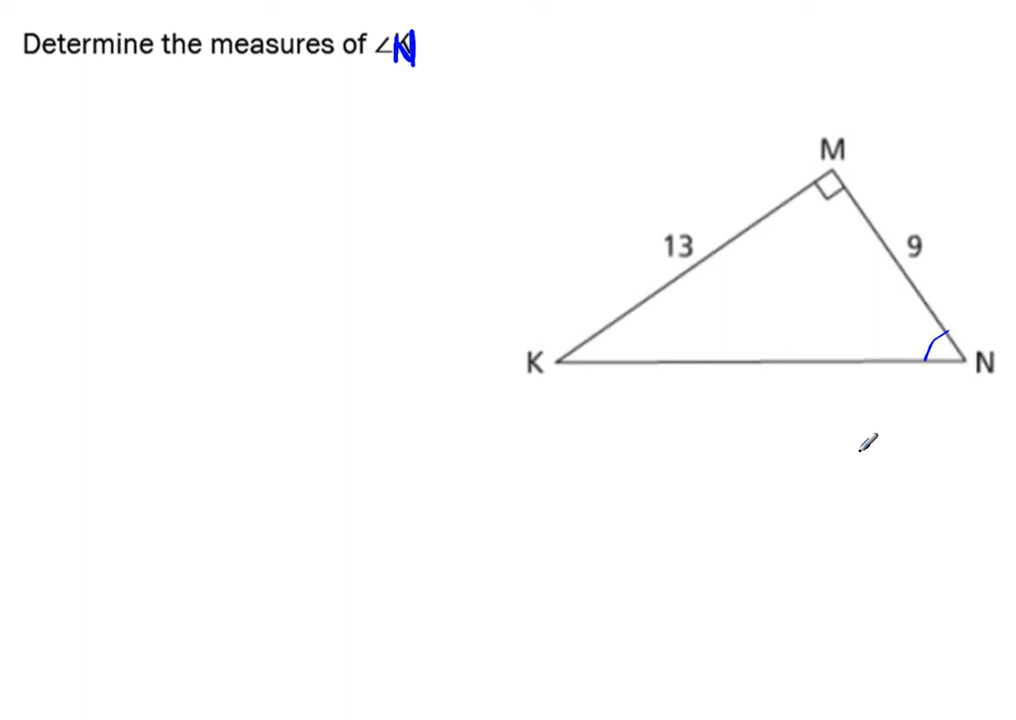 Determine the measures of ∠N
M
13
9
K
N